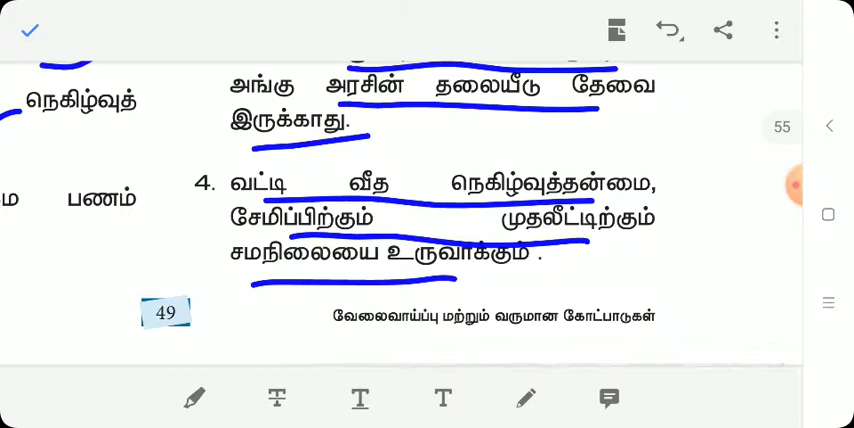 55
நெகிழ்வுத்
பணம்
அங்கு அரசின் தலையீடு தேவை
இருக்காது.
4. வட்டி வீத நெகிழ்வுத்தன்மை,
சேமிப்பிற்கும் முதலீட்டிற்கும்
சமநிலையை உருவாக்கும் .
49
வேலைவாய்ப்பு மற்றும் வருமான கோட்பாடுகள்